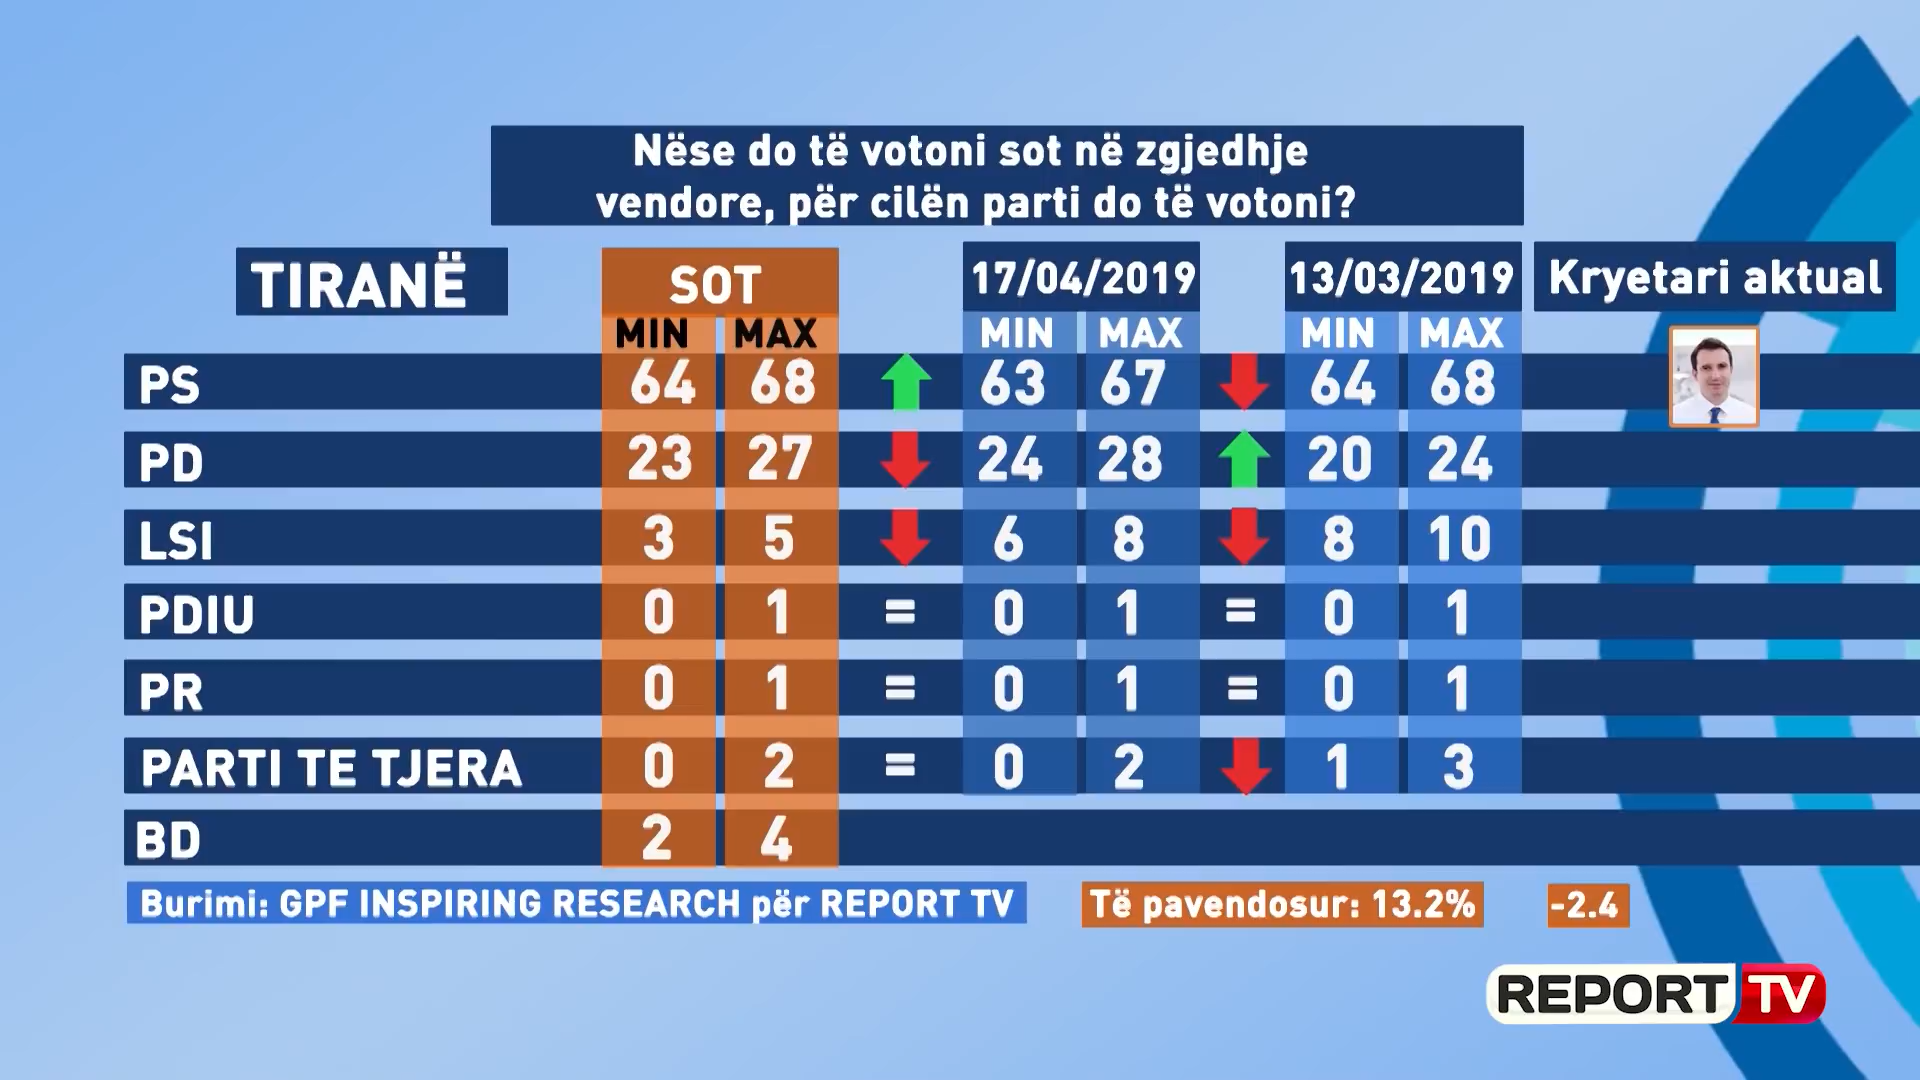 Nëse do të votoni sot në zgjedhje
vendore, për cilën parti do të votoni?
TIRANË SOT 17/04/2019 13/03/2019 Kryetari aktual
MIN MAX MIN MAX MIN MAX
PS 64 68 63 67 64 68
PD 23 27 24 28 20 24
LSI 3 5 6 8 8 10
PDIU 0 1 = 0 1 = 0 1
PR 0 1 = 0 1 = 0 1
PARTI TE TJERA 0 2 = 0 2 1 3
BD 2 4
Burimi: GPF INSPIRING RESEARCH për REPORT TV Të pavendosur: 13.2% -2.4
REPORT TV